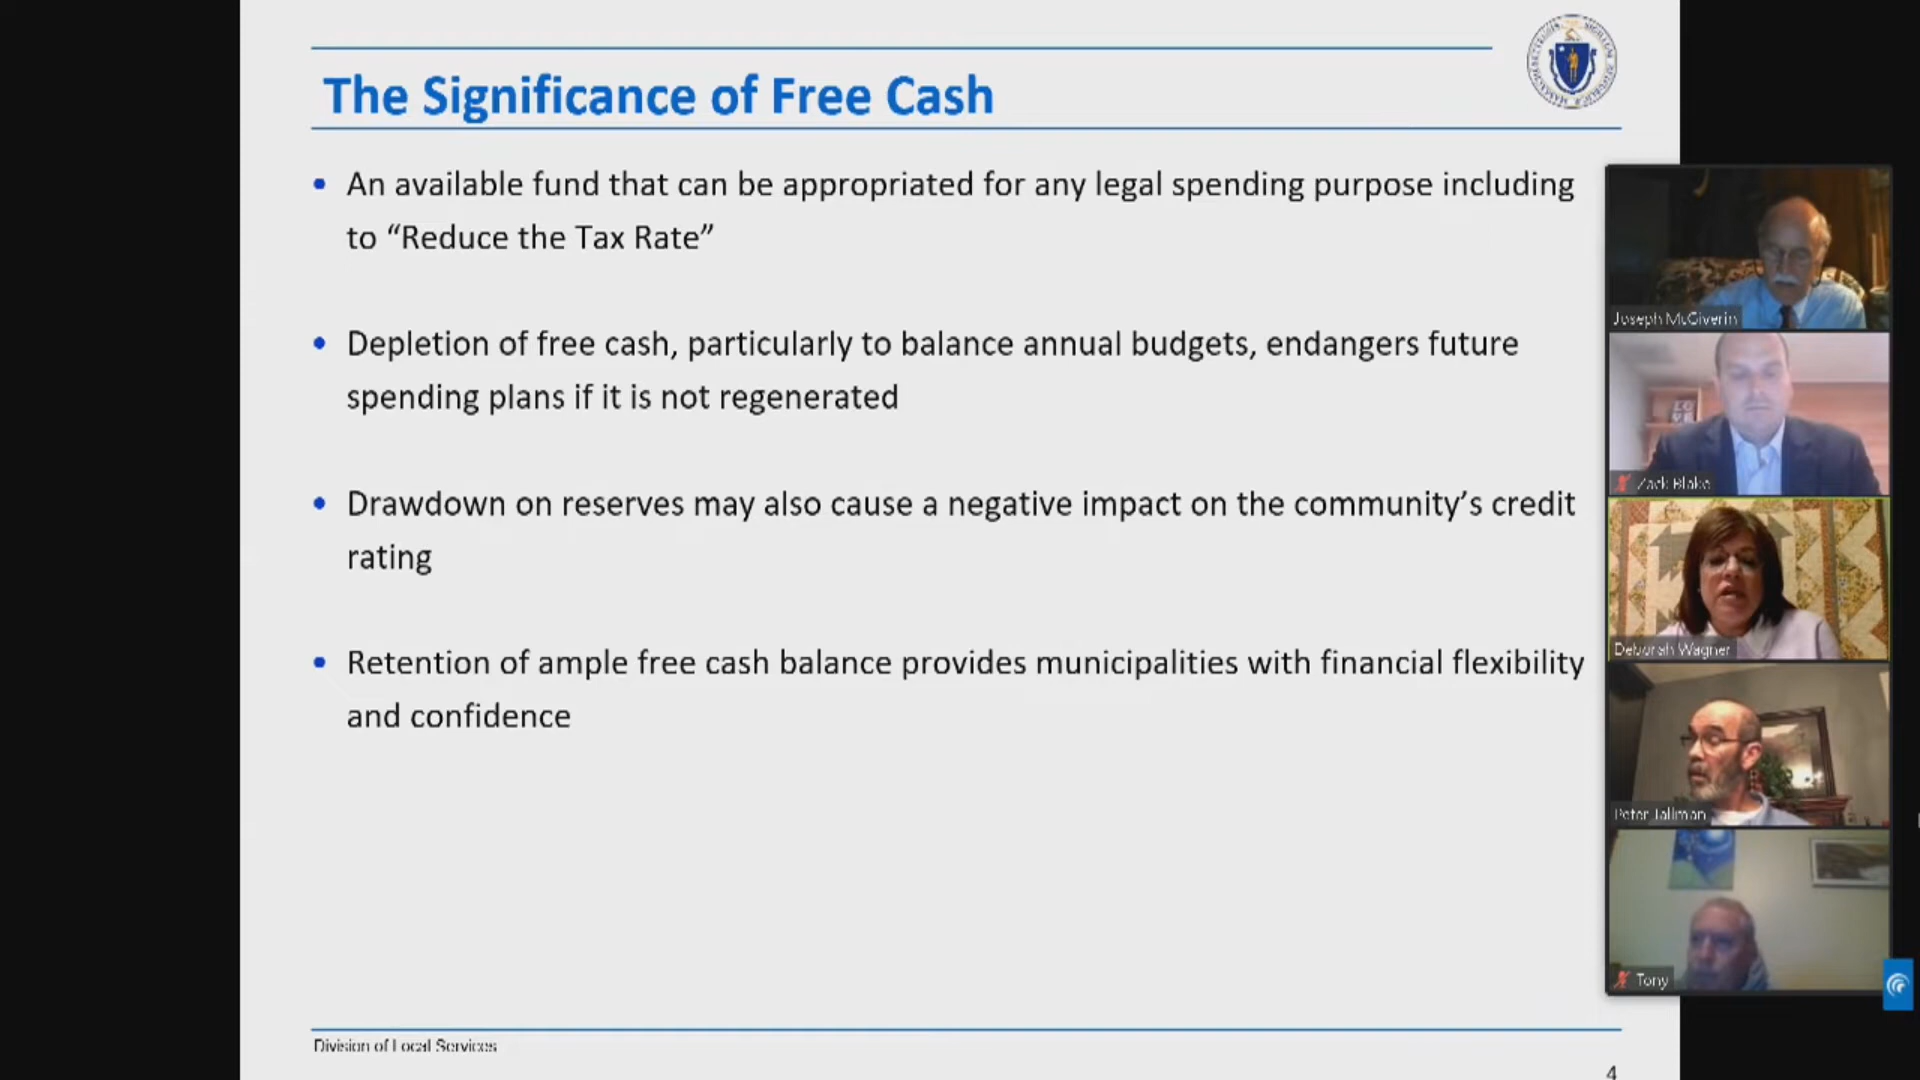 The Significance of Free Cash
• An available fund that can be appropriated for any legal spending purpose including
to “Reduce the Tax Rate”
• Depletion of free cash, particularly to balance annual budgets, endangers future
spending plans if it is not regenerated
• Drawdown on reserves may also cause a negative impact on the community’s credit
rating
• Retention of ample free cash balance provides municipalities with financial flexibility
and confidence
Joseph McGiverin
Zack Blake
Deborah Wagner
Peter Tallman
Tony
Division of Local Services
4